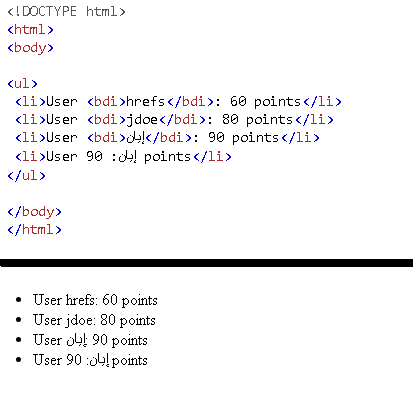 <!DOCTYPE html>
<html>
<body>
<ul>
<li>User <bdi>hrefs</bdi>: 60 points</li>
<li>User <bdi>jdoe</bdi>: 80 points</li>
<li>User <bdi>إيان</bdi>: 90 points</li>
<li>User إيان: 90 points</li>
</ul>
</body>
</html>
• User hrefs: 60 points
• User jdoe: 80 points
• User إيان: 90 points
• User إيان: 90 points